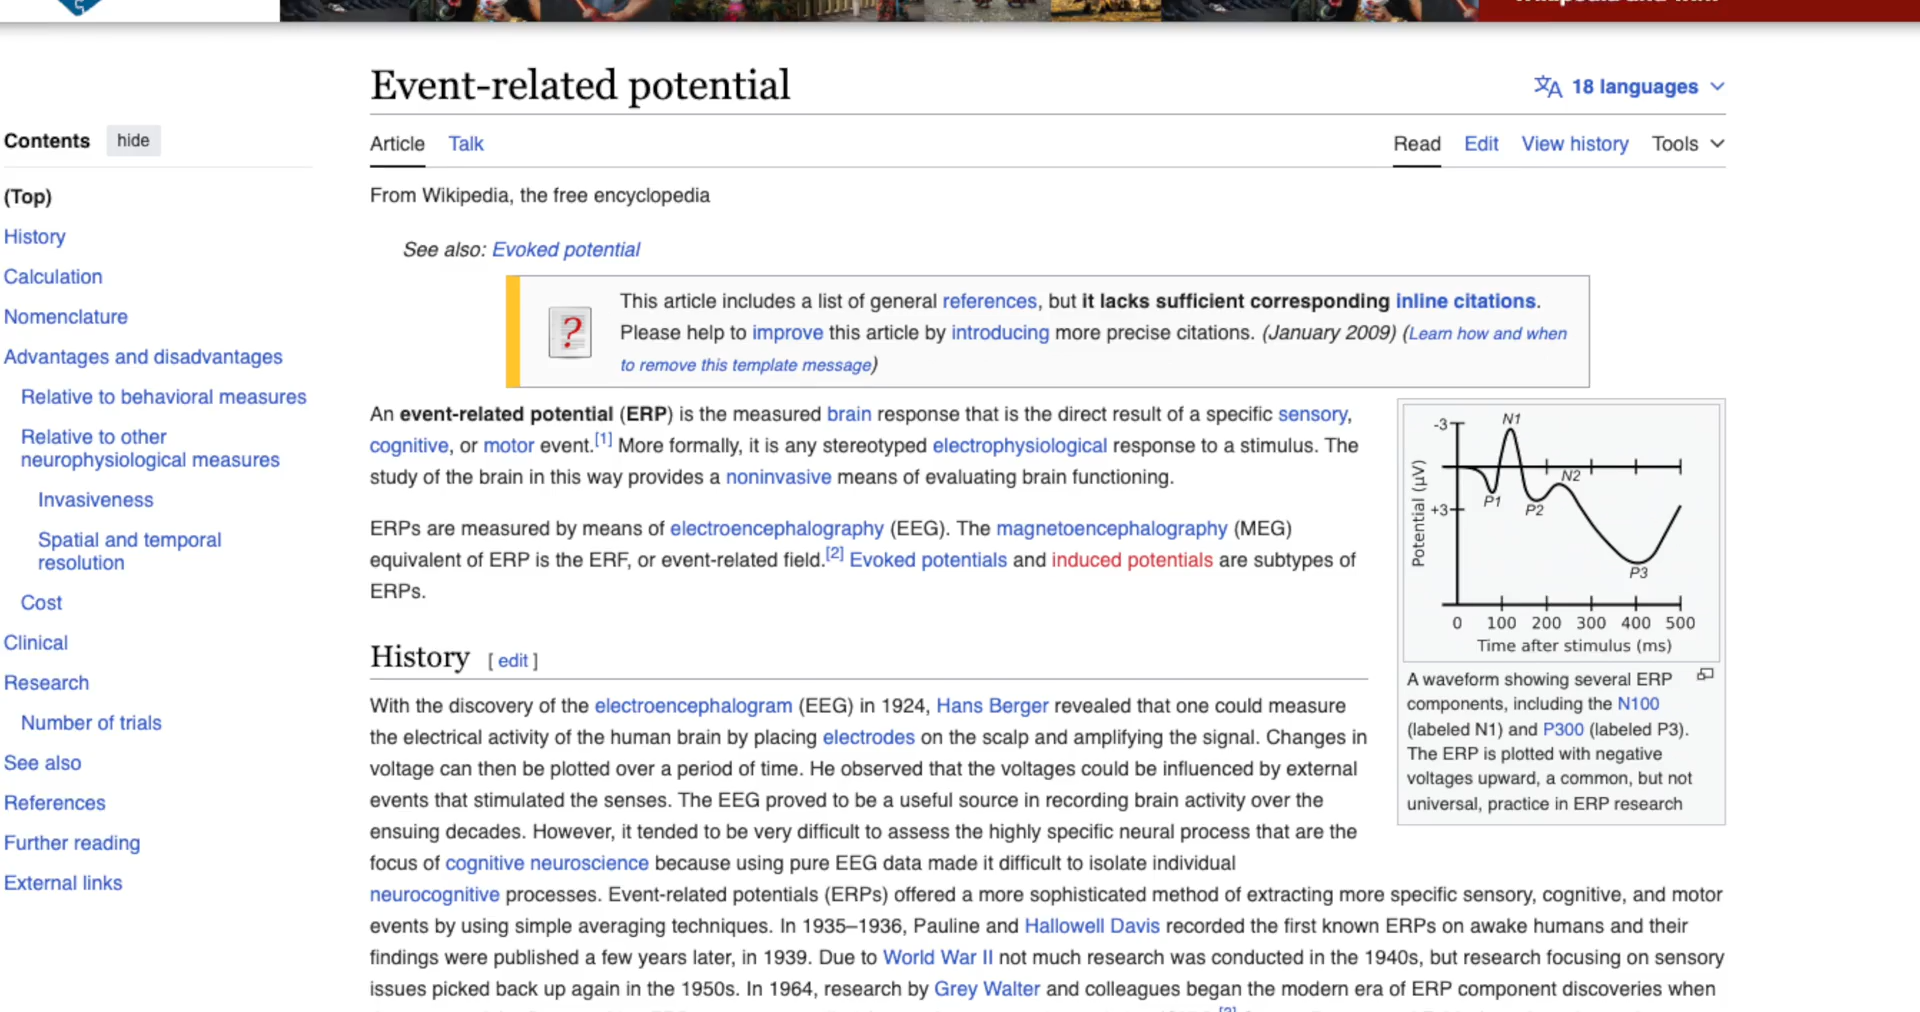 Event-related potential
18 languages
Contents
hide
Article
Talk
Read
Edit
View history
Tools
(Top)
From Wikipedia, the free encyclopedia
History
See also: Evoked potential
Calculation
Nomenclature
Advantages and disadvantages
Relative to behavioral measures
Relative to other
neurophysiological measures
Invasiveness
Spatial and temporal
resolution
Cost
Clinical
Research
Number of trials
See also
References
Further reading
External links
This article includes a list of general references, but it lacks sufficient corresponding inline citations.
Please help to improve this article by introducing more precise citations. (January 2009) (Learn how and when
to remove this template message)
An event-related potential (ERP) is the measured brain response that is the direct result of a specific sensory,
cognitive, or motor event.[1] More formally, it is any stereotyped electrophysiological response to a stimulus. The
study of the brain in this way provides a noninvasive means of evaluating brain functioning.
ERPs are measured by means of electroencephalography (EEG). The magnetoencephalography (MEG)
equivalent of ERP is the ERF, or event-related field.[2] Evoked potentials and induced potentials are subtypes of
ERPs.
-3
N1
N2
P1
P2
+3
P3
Potential (µV)
0 100 200 300 400 500
Time after stimulus (ms)
A waveform showing several ERP
components, including the N100
(labeled N1) and P300 (labeled P3).
The ERP is plotted with negative
voltages upward, a common, but not
universal, practice in ERP research
History [ edit ]
With the discovery of the electroencephalogram (EEG) in 1924, Hans Berger revealed that one could measure
the electrical activity of the human brain by placing electrodes on the scalp and amplifying the signal. Changes in
voltage can then be plotted over a period of time. He observed that the voltages could be influenced by external
events that stimulated the senses. The EEG proved to be a useful source in recording brain activity over the
ensuing decades. However, it tended to be very difficult to assess the highly specific neural process that are the
focus of cognitive neuroscience because using pure EEG data made it difficult to isolate individual
neurocognitive processes. Event-related potentials (ERPs) offered a more sophisticated method of extracting more specific sensory, cognitive, and motor
events by using simple averaging techniques. In 1935–1936, Pauline and Hallowell Davis recorded the first known ERPs on awake humans and their
findings were published a few years later, in 1939. Due to World War II not much research was conducted in the 1940s, but research focusing on sensory
issues picked back up again in the 1950s. In 1964, research by Grey Walter and colleagues began the modern era of ERP component discoveries when